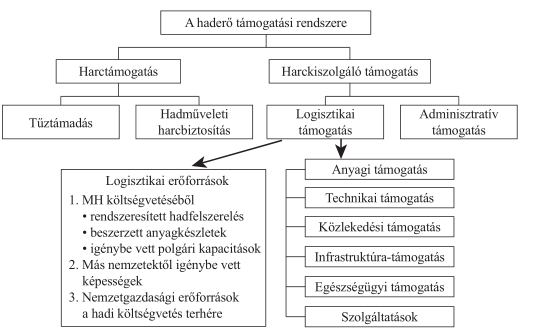 A haderő támogatási rendszere
Harctámogatás
Harckiszolgáló támogatás
Tűztámadás
Hadműveleti
harcbiztosítás
Logisztikai
támogatás
Adminisztratív
támogatás
Logisztikai erőforrások
1. MH költségvetéséből
• rendszeresített hadfelszerelés
• beszerzett anyagkészletek
• igénybe vett polgári kapacitások
2. Más nemzetektől igénybe vett
képességek
3. Nemzetgazdasági erőforrások
a hadi költségvetés terhére
Anyagi támogatás
Technikai támogatás
Közlekedési támogatás
Infrastruktúra-támogatás
Egészségügyi támogatás
Szolgáltatások